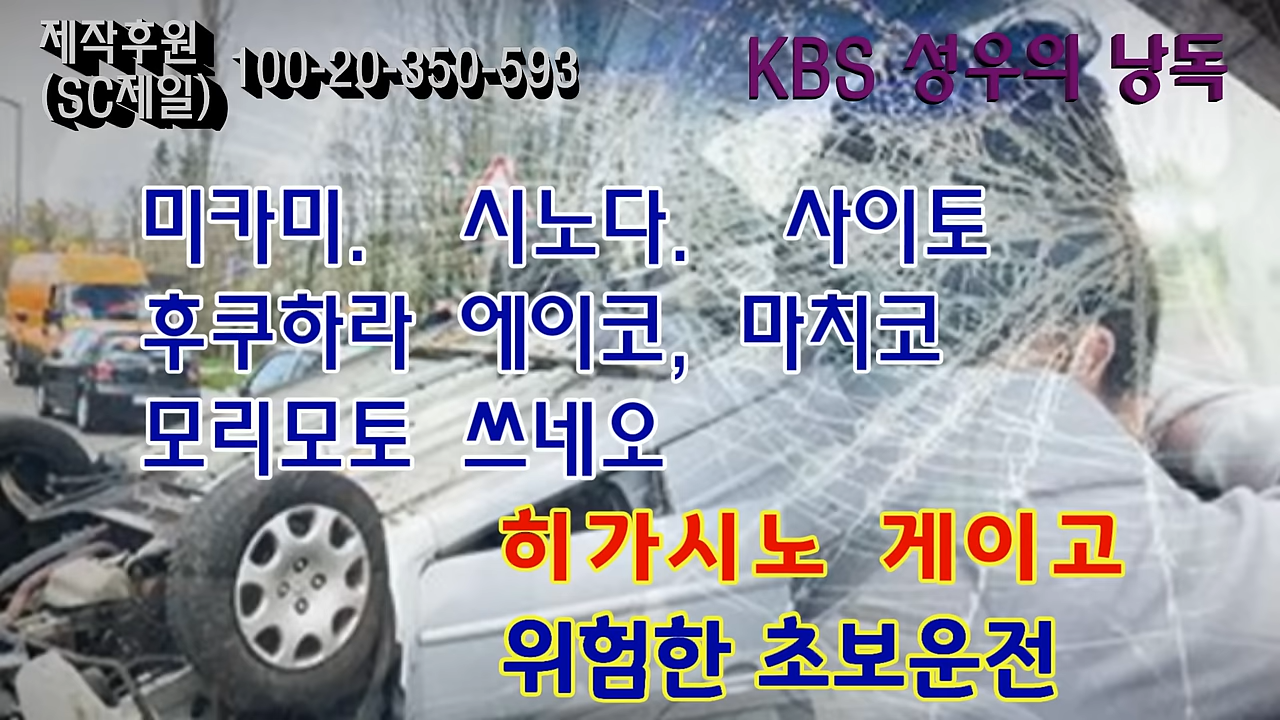 제작후원
(SC제일) 100-20-350-593
KBS 성우의 낭독
미카미. 시노다. 사이토
후쿠하라 에이코, 마치코
모리모토 쓰네오
히가시노 게이고
위험한 초보운전